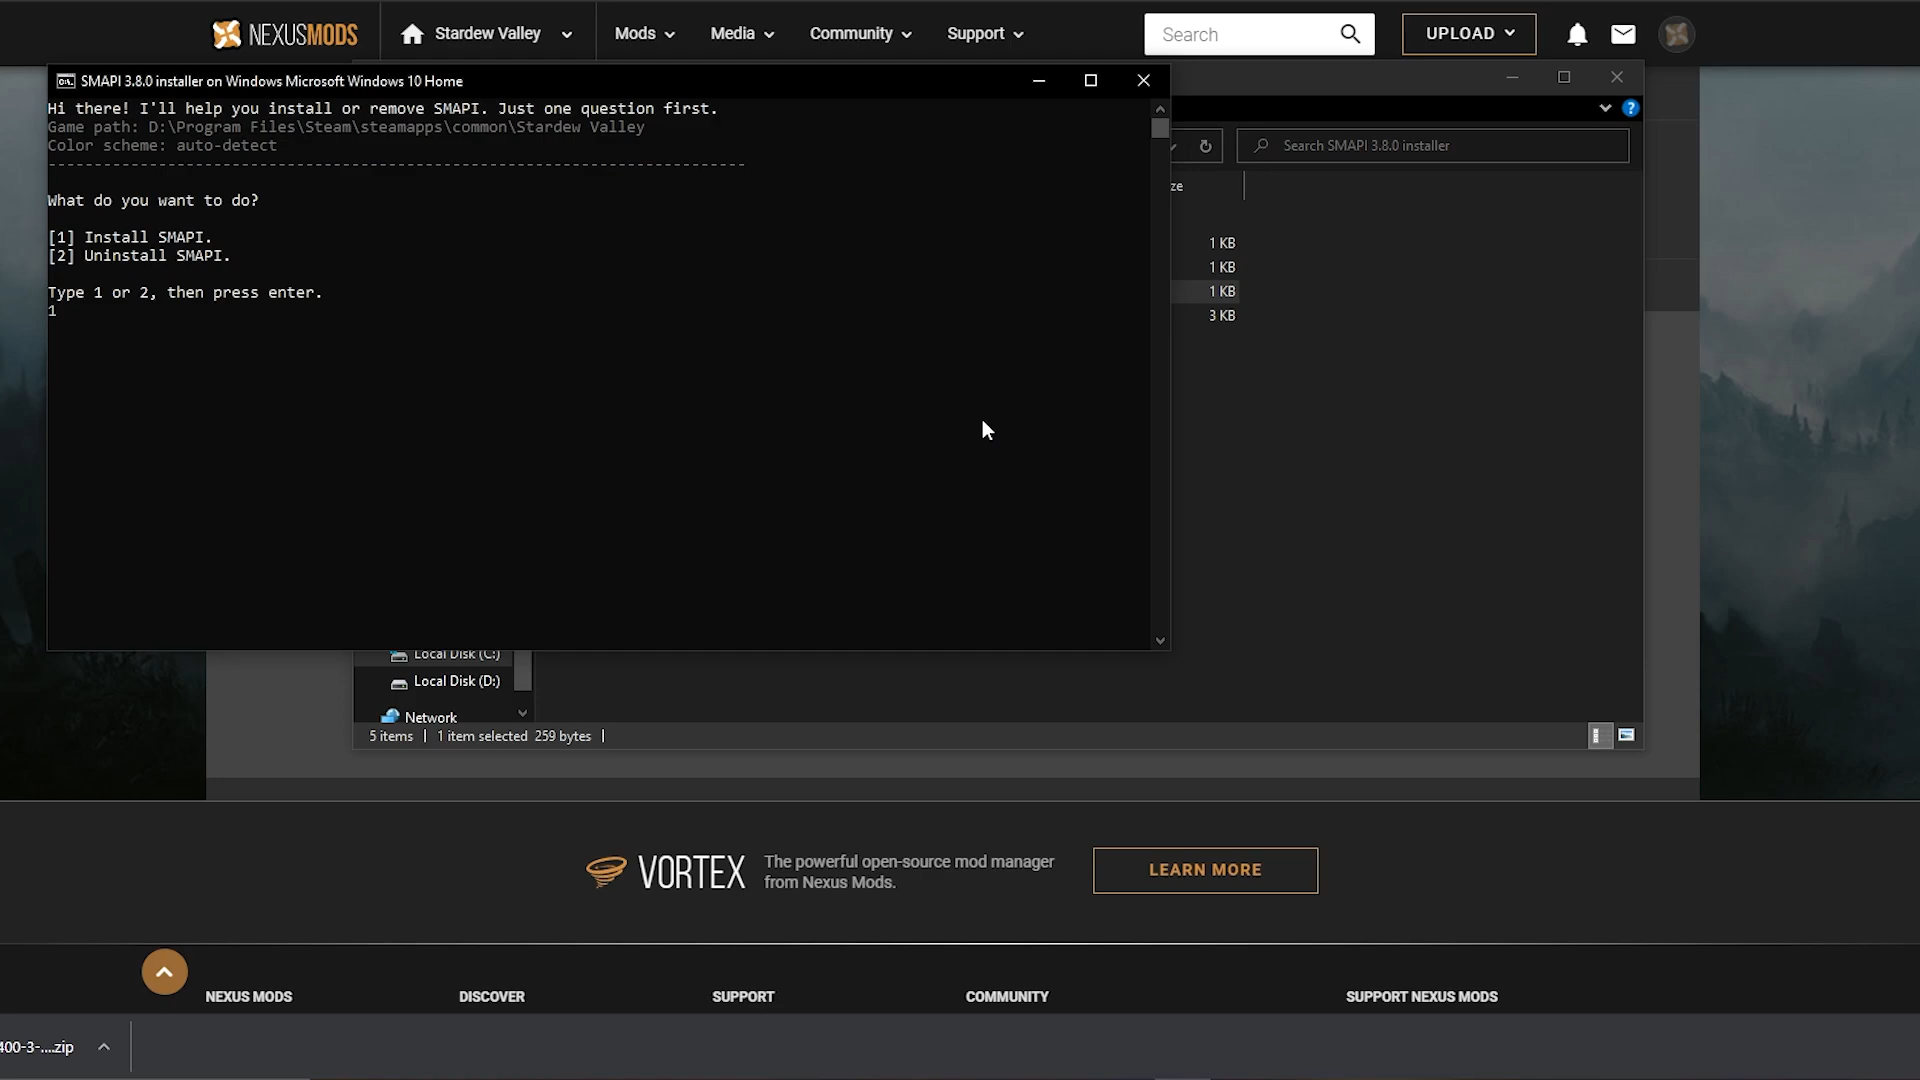 NEXUSMODS
Stardew Valley
Mods
Media
Community
Support
Search
UPLOAD
SMAPI 3.8.0 installer on Windows Microsoft Windows 10 Home
Hi there! I'll help you install or remove SMAPI. Just one question first.
Game path: D:\Program Files\Steam\steamapps\common\Stardew Valley
Color scheme: auto-detect
----------------------------------------------------------------------------
What do you want to do?
[1] Install SMAPI.
[2] Uninstall SMAPI.
Type 1 or 2, then press enter.
1
Search SMAPI 3.8.0 installer
ze
1 KB
1 KB
1 KB
3 KB
Local Disk (C:)
Local Disk (D:)
Network
5 items
1 item selected 259 bytes
VORTEX
The powerful open-source mod manager
from Nexus Mods.
LEARN MORE
NEXUS MODS
DISCOVER
SUPPORT
COMMUNITY
SUPPORT NEXUS MODS
400-3-....zip